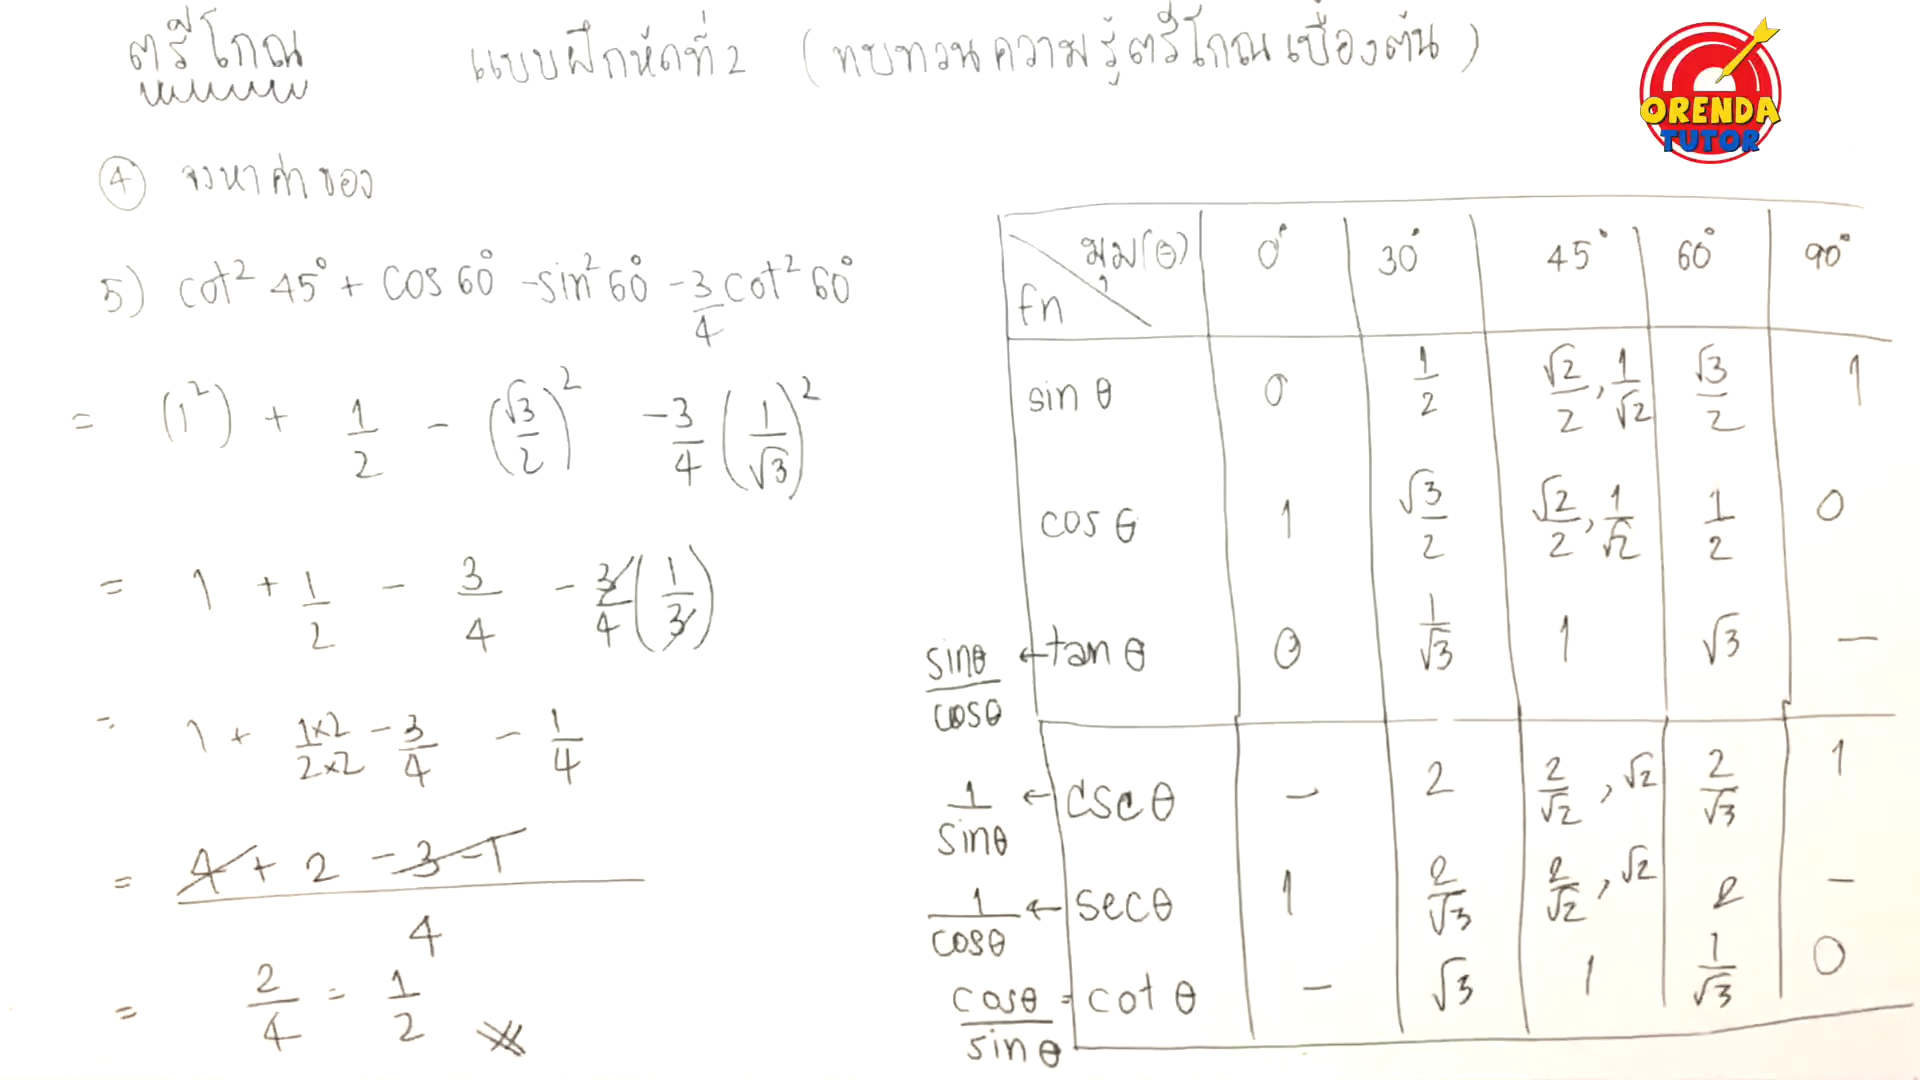 ตรีโกณ แบบฝึกหัดที่ 2 (ทบทวนความรู้ตรีโกณเบื้องต้น)
ORENDA
TUTOR
④ จงหาค่าของ
5) cot² 45° + cos 60° - sin² 60° - 3/4 cot² 60°
= (1²) + 1/2 - (√3/2)² - 3/4 (1/√3)²
= 1 + 1/2 - 3/4 - 3/4 (1/3)
= 1 + 1×2/2×2 - 3/4 - 1/4
= 4 + 2 - 3 - 1 / 4
= 2/4 = 1/2
มุม(θ) fn 0° 30° 45° 60° 90°
sin θ 0 1/2 √2/2, 1/√2 √3/2 1
cos θ 1 √3/2 √2/2, 1/√2 1/2 0
sinθ/cosθ ← tan θ 0 1/√3 1 √3 —
1/sinθ ← csc θ - 2 2/√2, √2 2/√3 1
1/cosθ ← sec θ 1 2/√3 2/√2, √2 2 -
cosθ/sinθ = cot θ - √3 1 1/√3 0